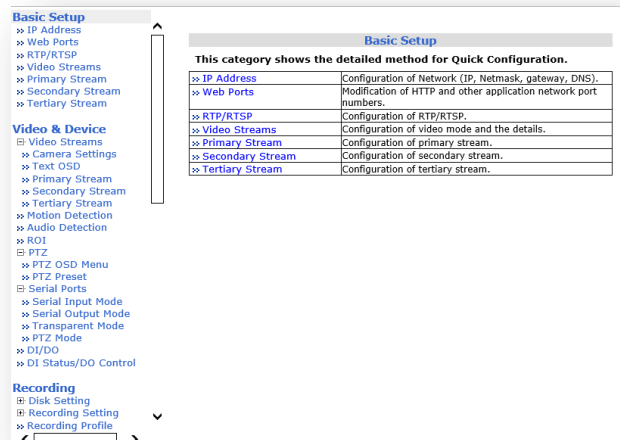 Basic Setup
IP Address
Web Ports
RTP/RTSP
Video Streams
Primary Stream
Secondary Stream
Tertiary Stream
Video & Device
Video Streams
Camera Settings
Text OSD
Primary Stream
Secondary Stream
Tertiary Stream
Motion Detection
Audio Detection
ROI
PTZ
PTZ OSD Menu
PTZ Preset
Serial Ports
Serial Input Mode
Serial Output Mode
Transparent Mode
PTZ Mode
DI/DO
DI Status/DO Control
Recording
Disk Setting
Recording Setting
Recording Profile
Basic Setup
This category shows the detailed method for Quick Configuration.
IP Address Configuration of Network (IP, Netmask, gateway, DNS).
Web Ports Modification of HTTP and other application network port
numbers.
RTP/RTSP Configuration of RTP/RTSP.
Video Streams Configuration of video mode and the details.
Primary Stream Configuration of primary stream.
Secondary Stream Configuration of secondary stream.
Tertiary Stream Configuration of tertiary stream.